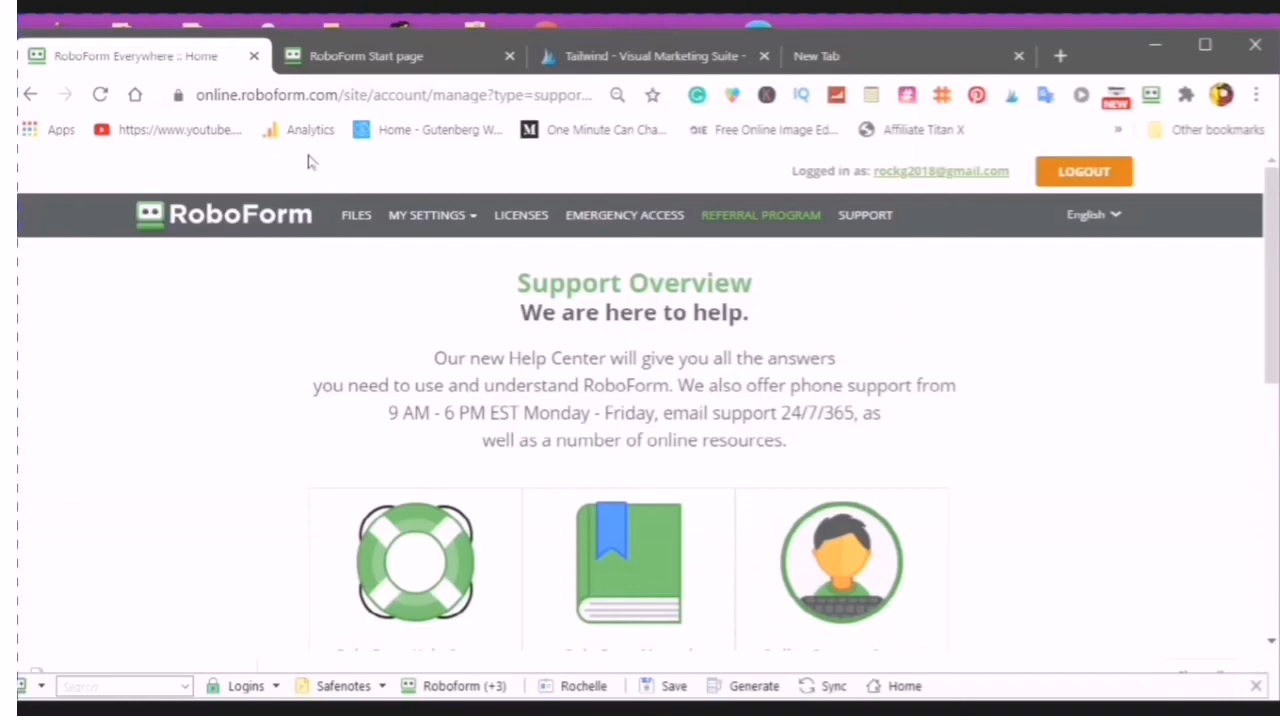 RoboForm Everywhere :: Home
RoboForm Start page
Tailwind - Visual Marketing Suite -
New Tab
online.roboform.com/site/account/manage?type=suppor...
NEW
Apps
https://www.youtube...
Analytics
Home - Gutenberg W...
M One Minute Can Cha...
OIE Free Online Image Ed...
Affiliate Titan X
»
Other bookmarks
Logged in as: rockg2018@gmail.com
LOGOUT
RoboForm FILES MY SETTINGS LICENSES EMERGENCY ACCESS REFERRAL PROGRAM SUPPORT English
Support Overview
We are here to help.
Our new Help Center will give you all the answers
you need to use and understand RoboForm. We also offer phone support from
9 AM - 6 PM EST Monday - Friday, email support 24/7/365, as
well as a number of online resources.
Search Logins Safenotes Roboform (+3) Rochelle Save Generate Sync Home